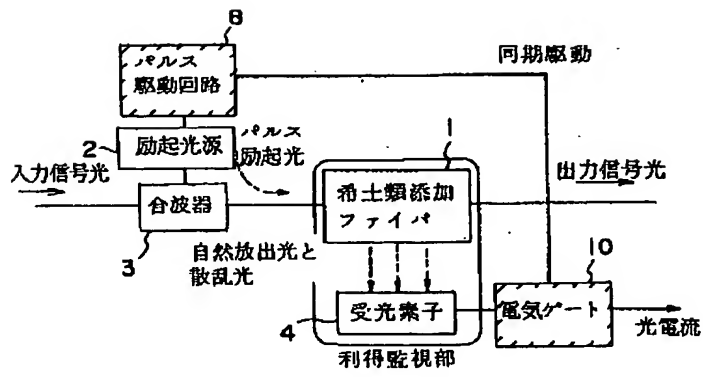 8
同期駆動
パルス
駆動回路
パルス
励起光
2
励起光源
1
入力信号光
出力信号光
合波器
希土類添加
ファイバ
3
自然放出光と
散乱光
10
4
受光素子
電気ゲート
光電流
利得監視部